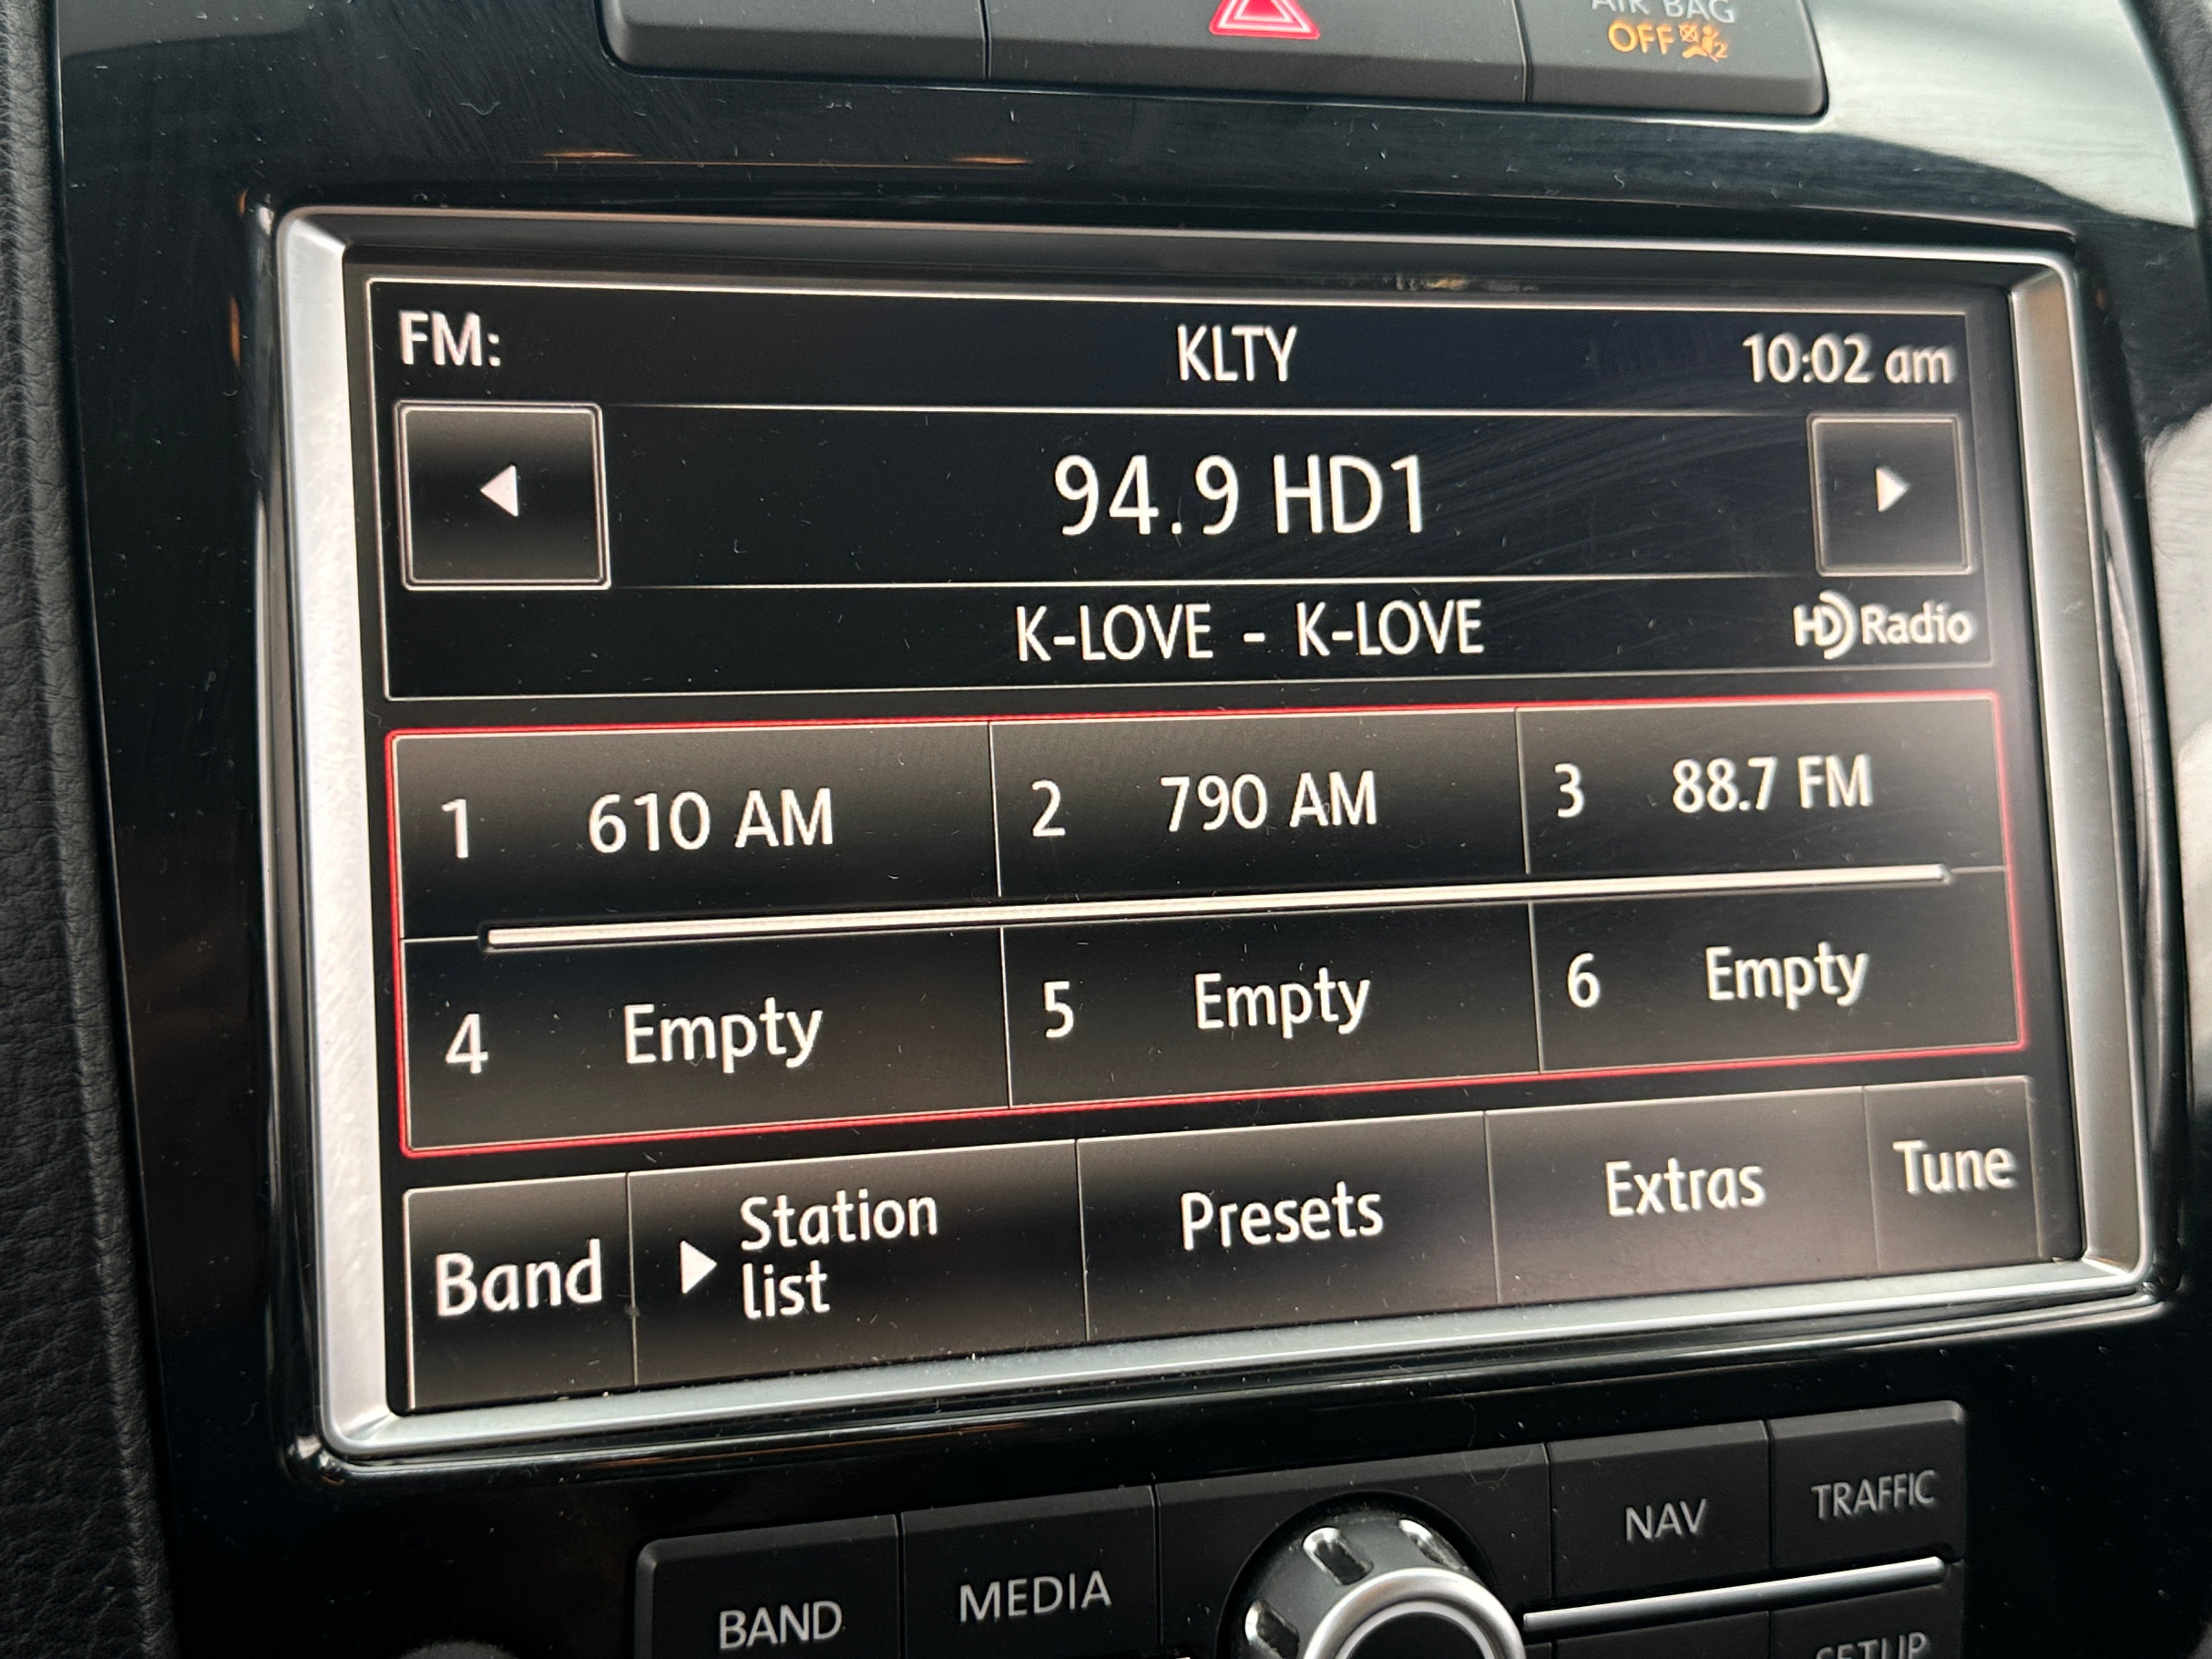 AIR BAG
OFF
FM: KLTY 10:02 am
94.9 HD1
K-LOVE - K-LOVE HD Radio
1 610 AM 2 790 AM 3 88.7 FM
4 Empty 5 Empty 6 Empty
Band Station list Presets Extras Tune
BAND MEDIA NAV TRAFFIC
SETUP